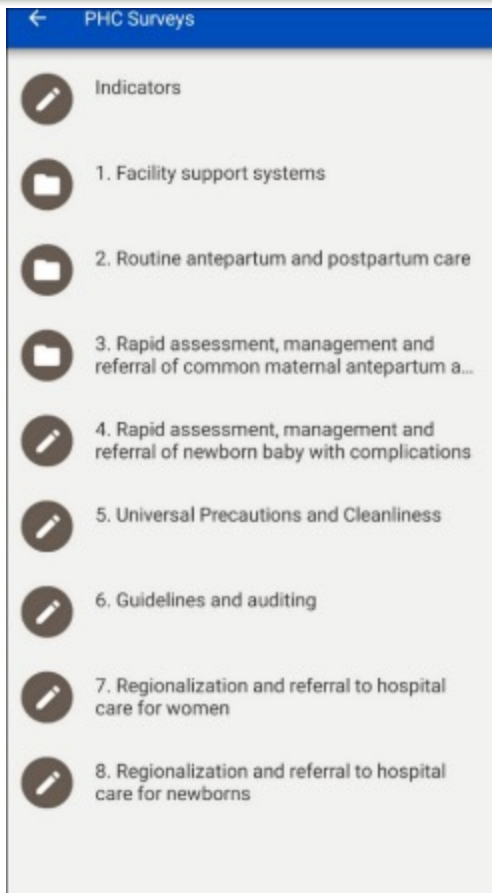 PHC Surveys
Indicators
1. Facility support systems
2. Routine antepartum and postpartum care
3. Rapid assessment, management and
referral of common maternal antepartum a...
4. Rapid assessment, management and
referral of newborn baby with complications
5. Universal Precautions and Cleanliness
6. Guidelines and auditing
7. Regionalization and referral to hospital
care for women
8. Regionalization and referral to hospital
care for newborns